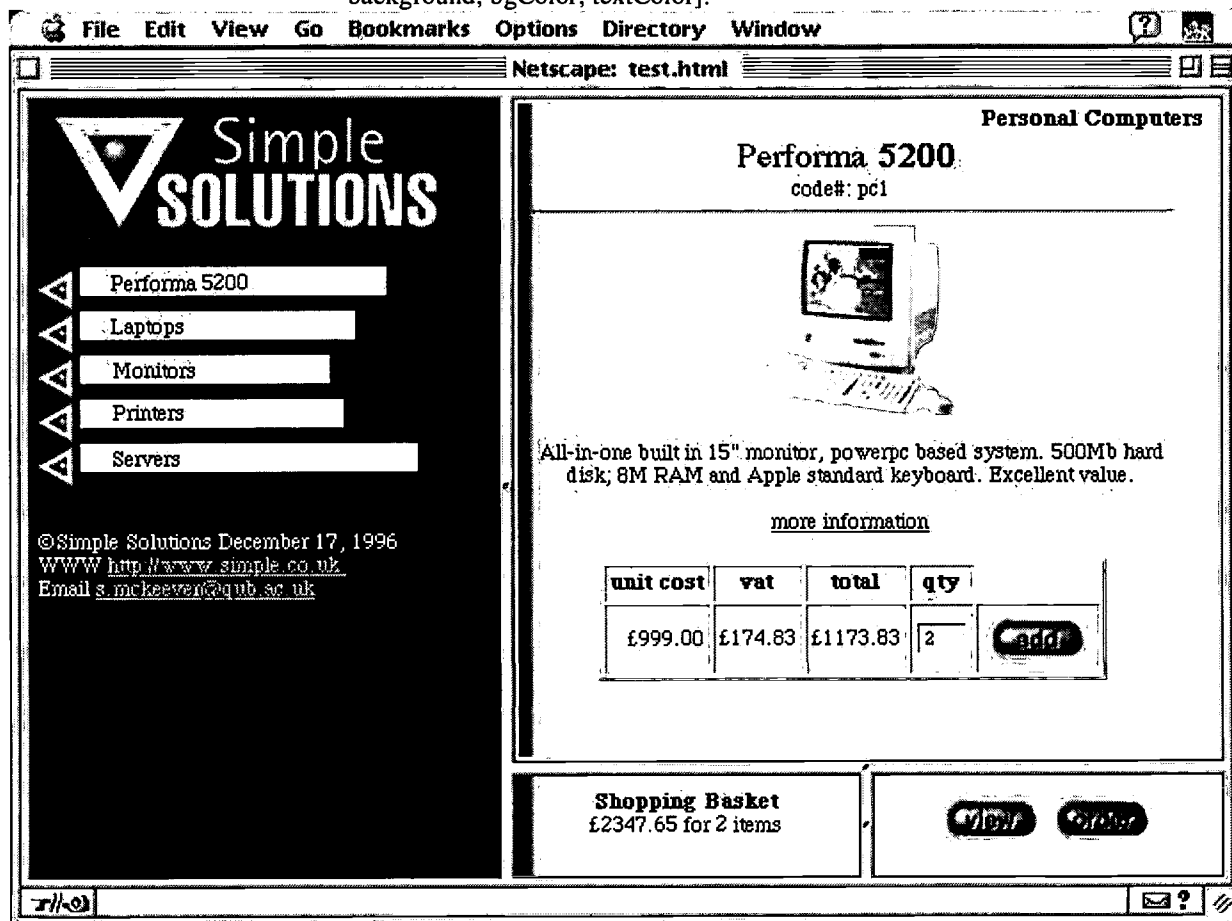 background, bgColor, textColor].
File Edit View Go Bookmarks Options Directory Window
Netscape: test.html
Simple
SOLUTIONS
Performa 5200
Laptops
Monitors
Printers
Servers
©Simple Solutions December 17, 1996
WWW http://www.simple.co.uk
Email s.mckeever@qub.ac.uk
Personal Computers
Performa 5200
code#: pc1
All-in-one built in 15" monitor, powerpc based system. 500Mb hard
disk; 8M RAM and Apple standard keyboard. Excellent value.
more information
unit cost vat total qty
£999.00 £174.83 £1173.83 2 add
Shopping Basket
£2347.65 for 2 items
view order
?